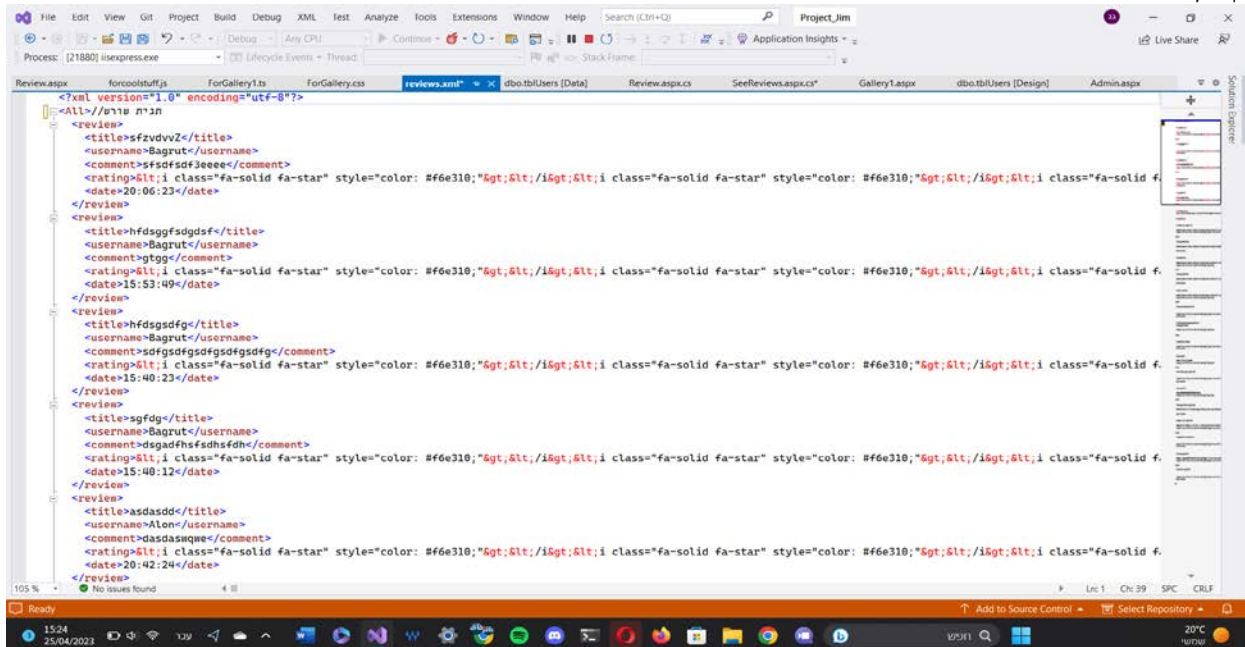 File Edit View Git Project Build Debug XML Test Analyze Tools Extensions Window Help Search (Ctrl+Q) Project_Jim
Debug Any CPU Continue Application Insights Live Share
Process: [21880] iisexpress.exe Lifecycle Events Thread: Stack Frame:
Review.aspx forcoolstuff.js ForGallery1.ts ForGallery.css reviews.xml* dbo.tblUsers [Data] Review.aspx.cs SeeReviews.aspx.cs* Gallery1.aspx dbo.tblUsers [Design] Admin.aspx
Solution Explorer
<?xml version="1.0" encoding="utf-8"?>
<All>//תגית שורש
<review>
<title>sfzvdvvZ</title>
<username>Bagrut</username>
<comment>sfsdfsdf3eeee</comment>
<rating>&lt;i class="fa-solid fa-star" style="color: #f6e310;"&gt;&lt;/i&gt;&lt;i class="fa-solid fa-star" style="color: #f6e310;"&gt;&lt;/i&gt;&lt;i class="fa-solid f
<date>20:06:23</date>
</review>
<review>
<title>hfdsggfsdgdsf</title>
<username>Bagrut</username>
<comment>gtgg</comment>
<rating>&lt;i class="fa-solid fa-star" style="color: #f6e310;"&gt;&lt;/i&gt;&lt;i class="fa-solid fa-star" style="color: #f6e310;"&gt;&lt;/i&gt;&lt;i class="fa-solid f
<date>15:53:49</date>
</review>
<review>
<title>hfdsgsdfg</title>
<username>Bagrut</username>
<comment>sdfgsdfgsdfgsdfgsdfg</comment>
<rating>&lt;i class="fa-solid fa-star" style="color: #f6e310;"&gt;&lt;/i&gt;&lt;i class="fa-solid fa-star" style="color: #f6e310;"&gt;&lt;/i&gt;&lt;i class="fa-solid f
<date>15:40:23</date>
</review>
<review>
<title>sgfdg</title>
<username>Bagrut</username>
<comment>dsgadfhsfsdhsfdh</comment>
<rating>&lt;i class="fa-solid fa-star" style="color: #f6e310;"&gt;&lt;/i&gt;&lt;i class="fa-solid fa-star" style="color: #f6e310;"&gt;&lt;/i&gt;&lt;i class="fa-solid f
<date>15:40:12</date>
</review>
<review>
<title>asdasdd</title>
<username>Alon</username>
<comment>dasdaswqwe</comment>
<rating>&lt;i class="fa-solid fa-star" style="color: #f6e310;"&gt;&lt;/i&gt;&lt;i class="fa-solid fa-star" style="color: #f6e310;"&gt;&lt;/i&gt;&lt;i class="fa-solid f
<date>20:42:24</date>
</review>
105 % No issues found Ln: 1 Ch: 39 SPC CRLF
Ready Add to Source Control Select Repository
15:24 עבר חיפוש 20°C
25/04/2023 שמשי